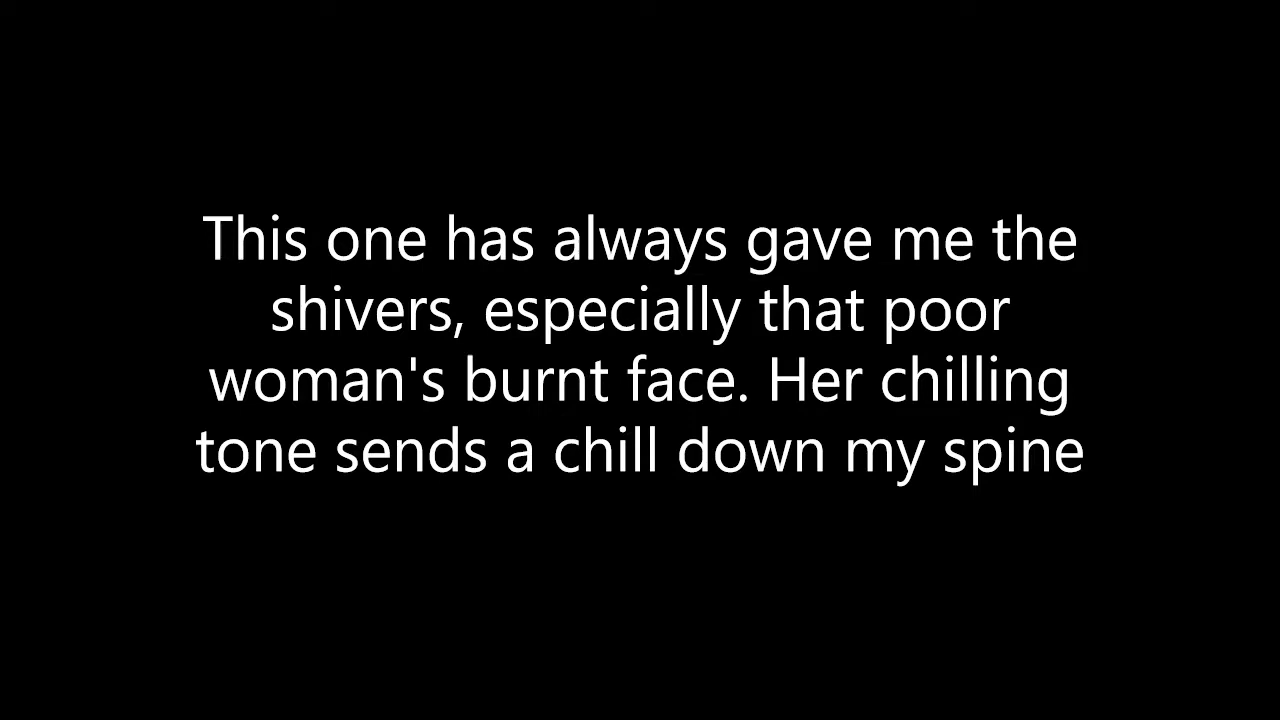 This one has always gave me the
shivers, especially that poor
woman's burnt face. Her chilling
tone sends a chill down my spine